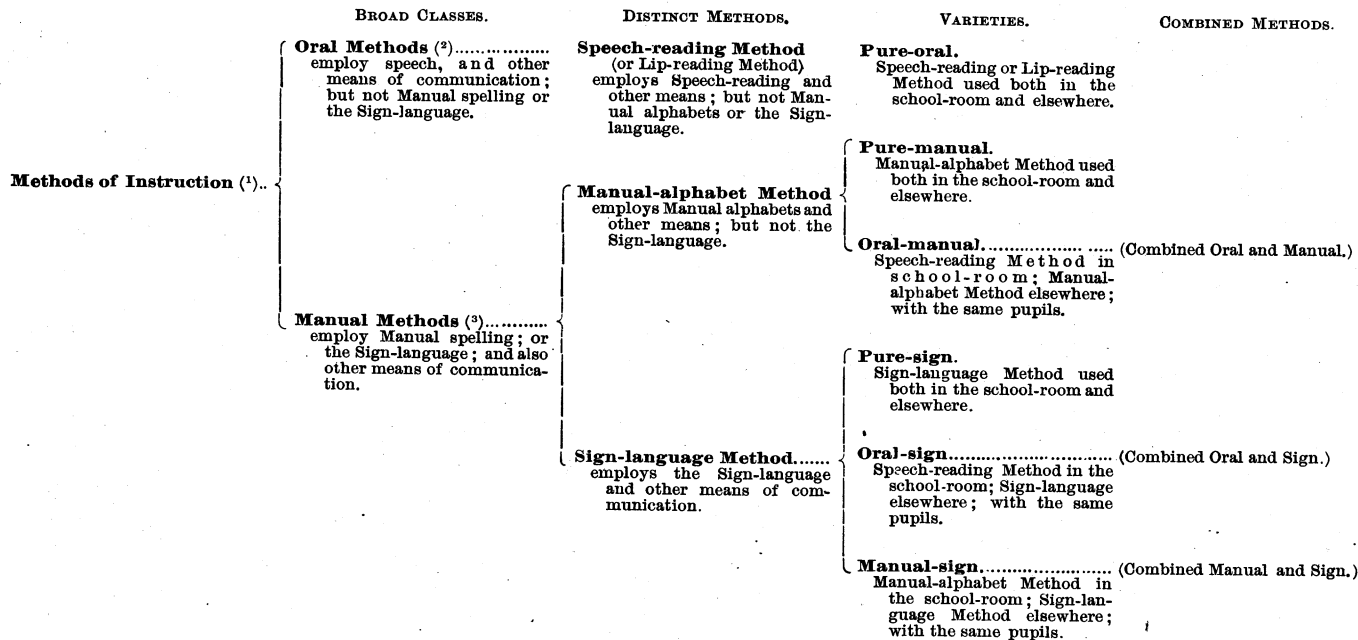 BROAD CLASSES.
DISTINCT METHODS.
VARIETIES.
COMBINED METHODS.
Methods of Instruction (¹)..
Oral Methods (²)..................
employ speech, and other
means of communication;
but not Manual spelling or
the Sign-language.
Manual Methods (³)............
employ Manual spelling; or
the Sign-language; and also
other means of communica-
tion.
Speech-reading Method
(or Lip-reading Method)
employs Speech-reading and
other means; but not Man-
ual alphabets or the Sign-
language.
Manual-alphabet Method
employs Manual alphabets and
other means; but not the
Sign-language.
Sign-language Method.......
employs the Sign-language
and other means of com-
munication.
Pure-oral.
Speech-reading or Lip-reading
Method used both in the
school-room and elsewhere.
Pure-manual.
Manual-alphabet Method used
both in the school-room and
elsewhere.
Oral-manual........................ (Combined Oral and Manual.)
Speech-reading Method in
school-room; Manual-
alphabet Method elsewhere;
with the same pupils.
Pure-sign.
Sign-language Method used
both in the school-room and
elsewhere.
Oral-sign.............................. (Combined Oral and Sign.)
Speech-reading Method in the
school-room; Sign-language
elsewhere; with the same
pupils.
Manual-sign......................... (Combined Manual and Sign.)
Manual-alphabet Method in
the school-room; Sign-lan-
guage Method elsewhere;
with the same pupils.